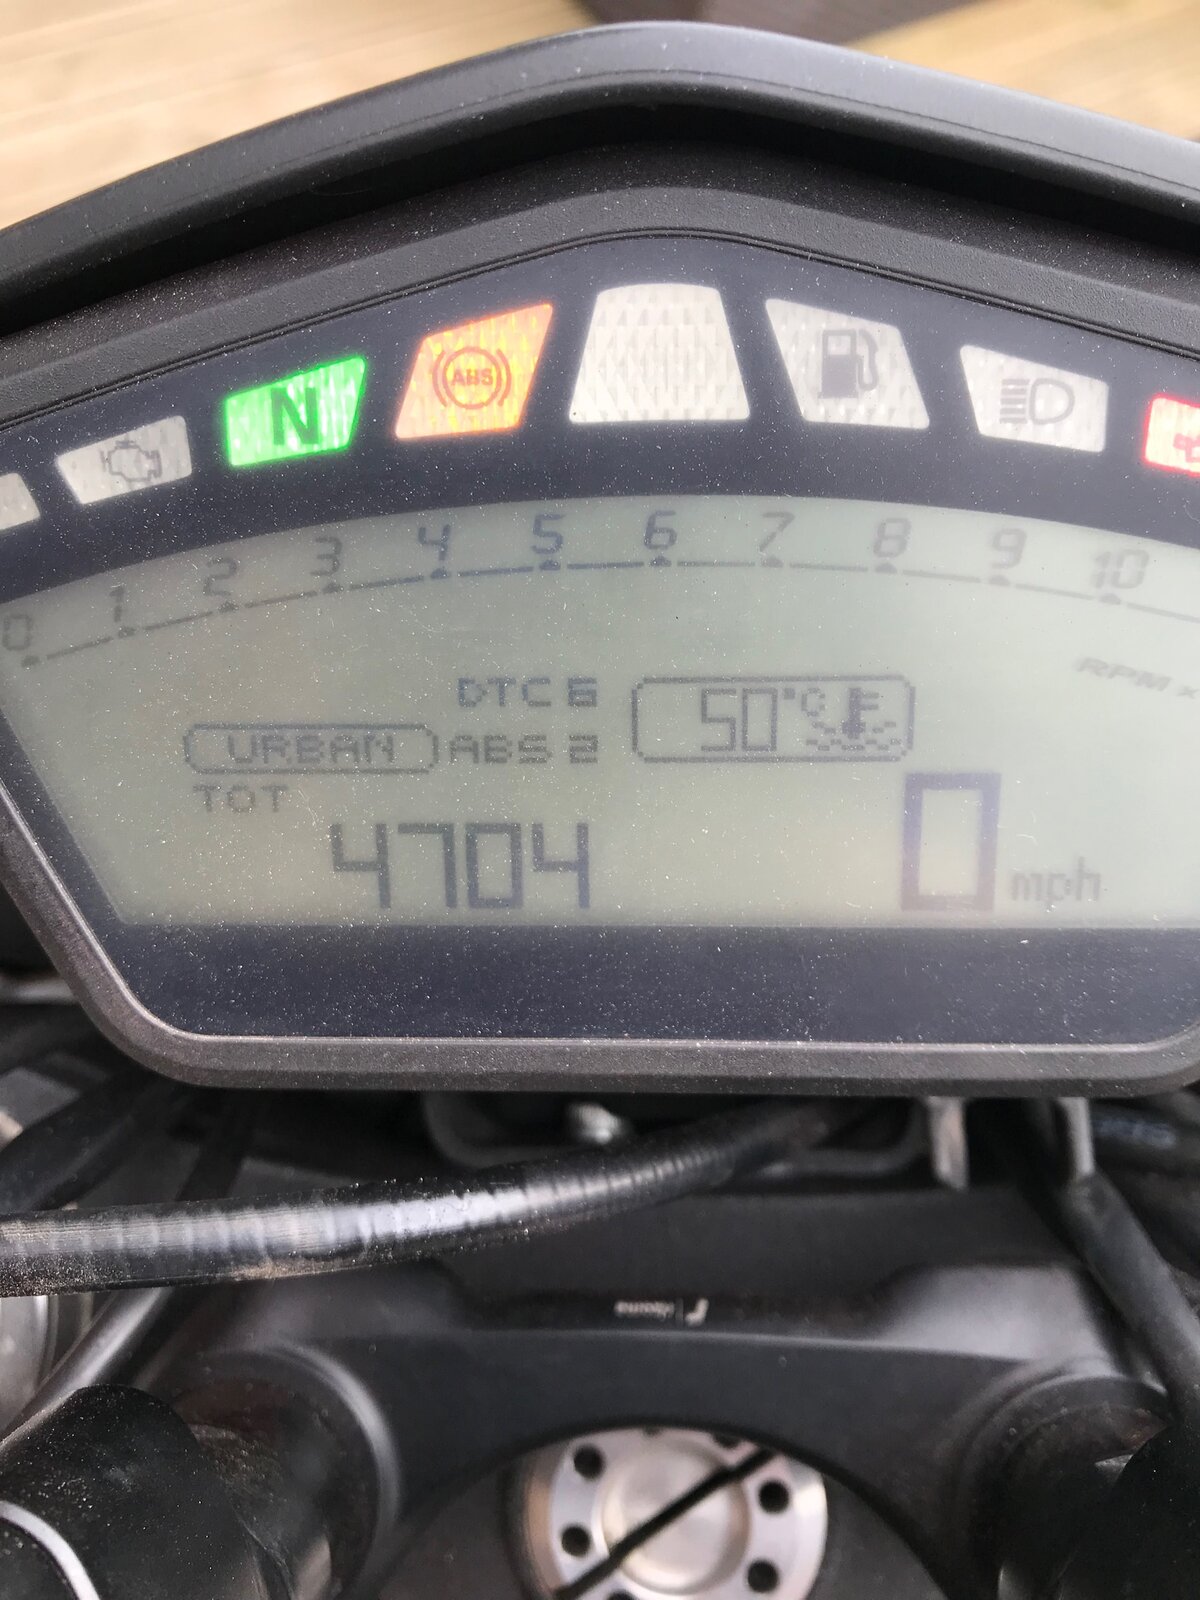 N ABS
0 1 2 3 4 5 6 7 8 9 10
RPM x
DTC 6
50°C
URBAN ABS 2
TOT
4704
0 mph